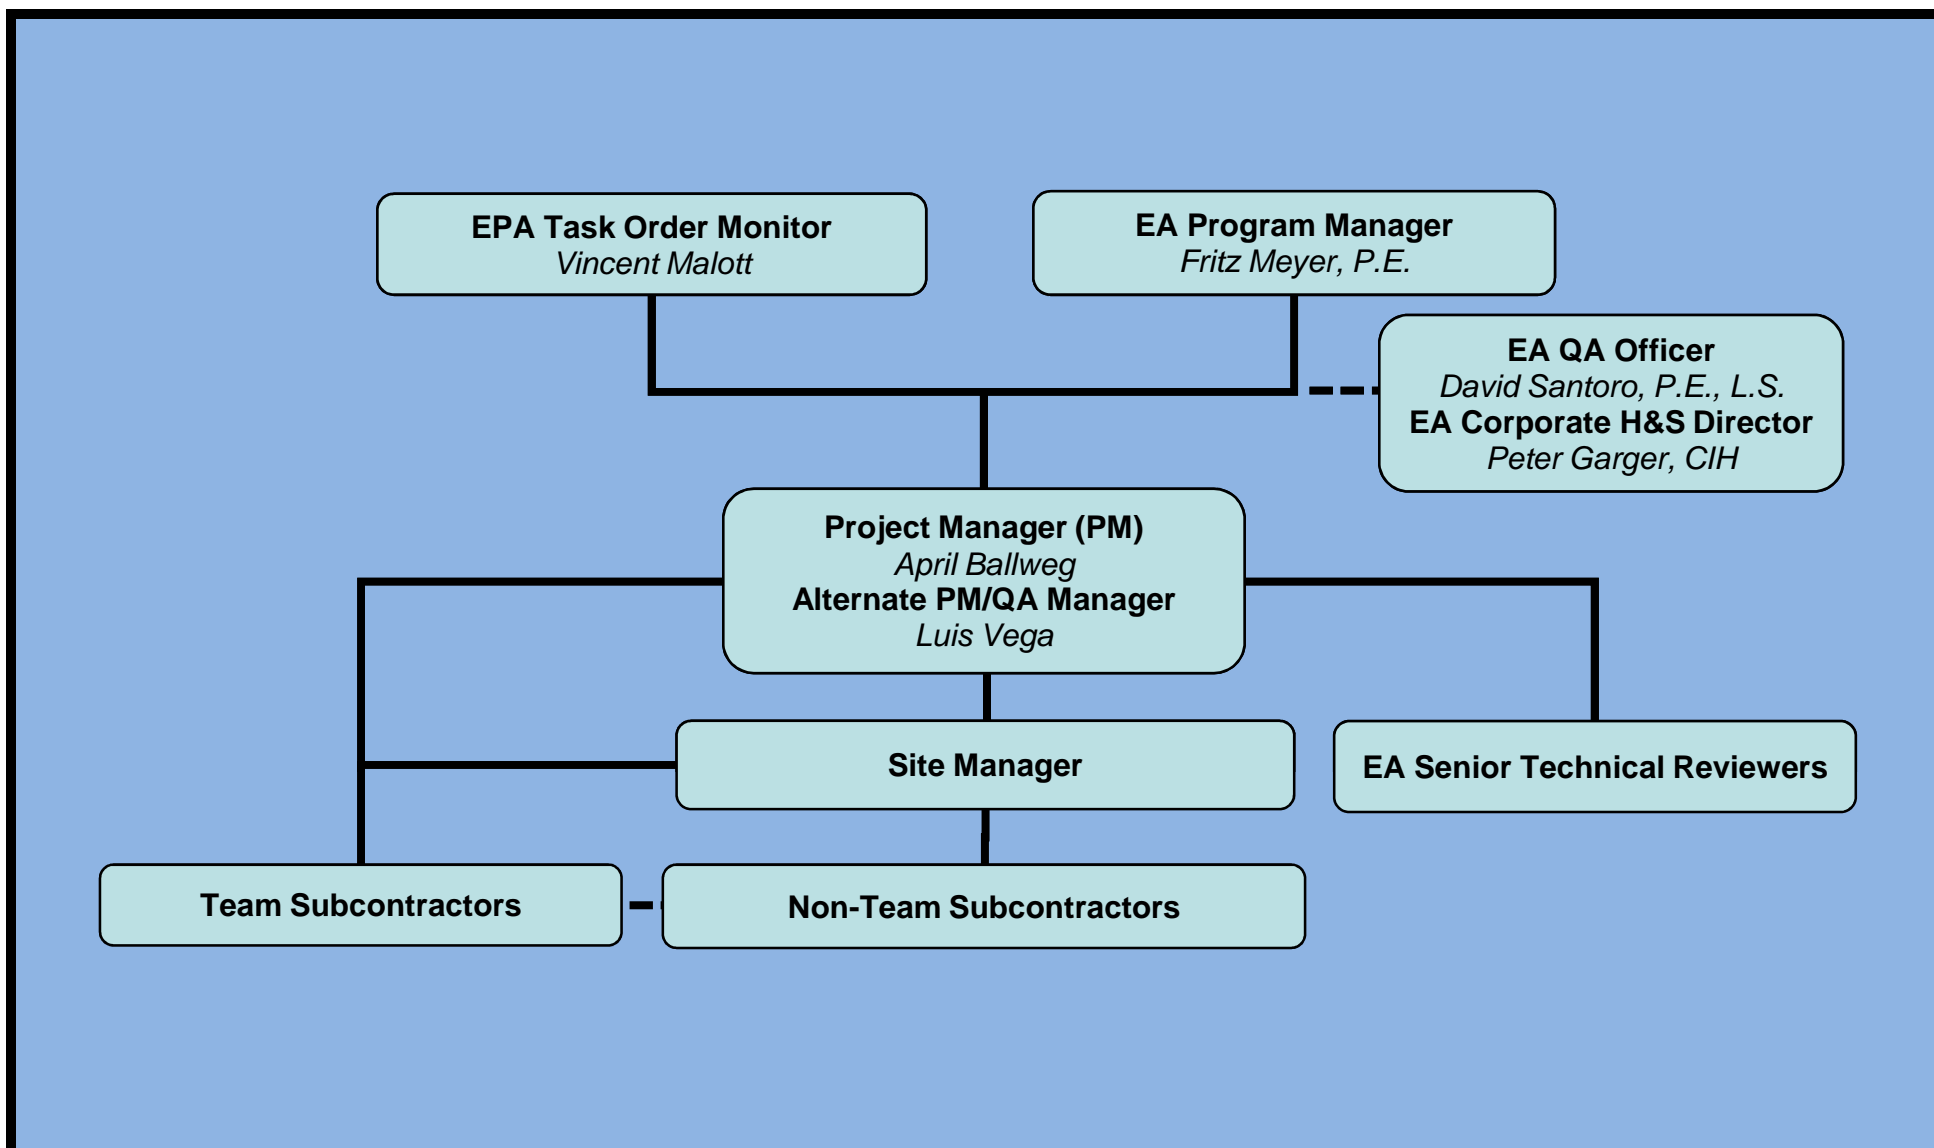 EPA Task Order Monitor
Vincent Malott
EA Program Manager
Fritz Meyer, P.E.
EA QA Officer
David Santoro, P.E., L.S.
EA Corporate H&S Director
Peter Garger, CIH
Project Manager (PM)
April Ballweg
Alternate PM/QA Manager
Luis Vega
Site Manager
EA Senior Technical Reviewers
Team Subcontractors
Non-Team Subcontractors